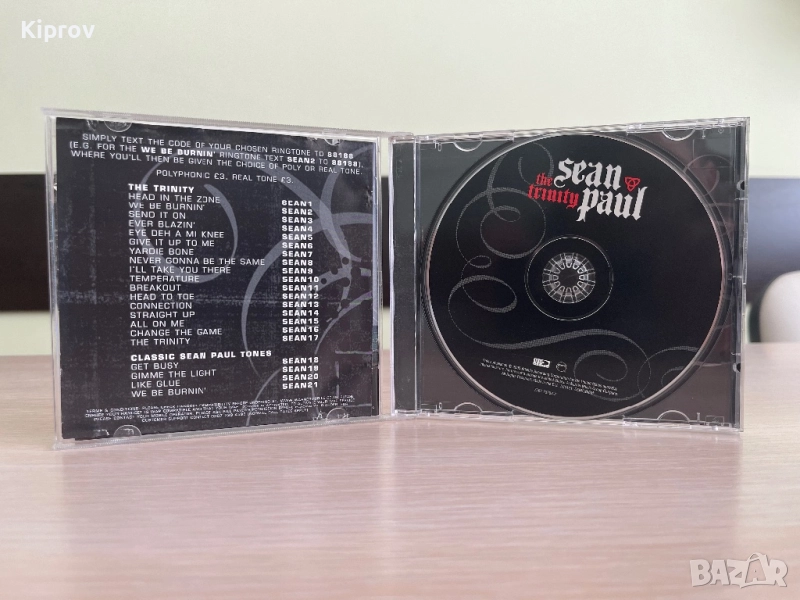 Kiprov
SIMPLY TEXT THE CODE OF YOUR CHOSEN RINGTONE TO 88188
(E.G. FOR THE WE BE BURNIN' RINGTONE TEXT SEAN2 TO 88188),
WHERE YOU'LL THEN BE GIVEN THE CHOICE OF POLY OR REAL TONE.
POLYPHONIC £3, REAL TONE £3.
THE TRINITY
HEAD IN THE ZONE SEAN1
WE BE BURNIN' SEAN2
SEND IT ON SEAN3
EVER BLAZIN' SEAN4
EYE DEH A MI KNEE SEAN5
GIVE IT UP TO ME SEAN6
YARDIE BONE SEAN7
NEVER GONNA BE THE SAME SEAN8
I'LL TAKE YOU THERE SEAN9
TEMPERATURE SEAN10
BREAKOUT SEAN11
HEAD TO TOE SEAN12
CONNECTION SEAN13
STRAIGHT UP SEAN14
ALL ON ME SEAN15
CHANGE THE GAME SEAN16
THE TRINITY SEAN17
CLASSIC SEAN PAUL TONES
GET BUSY SEAN18
GIMME THE LIGHT SEAN19
LIKE GLUE SEAN20
WE BE BURNIN' SEAN21
sean
the
trinity
paul
BAZAR